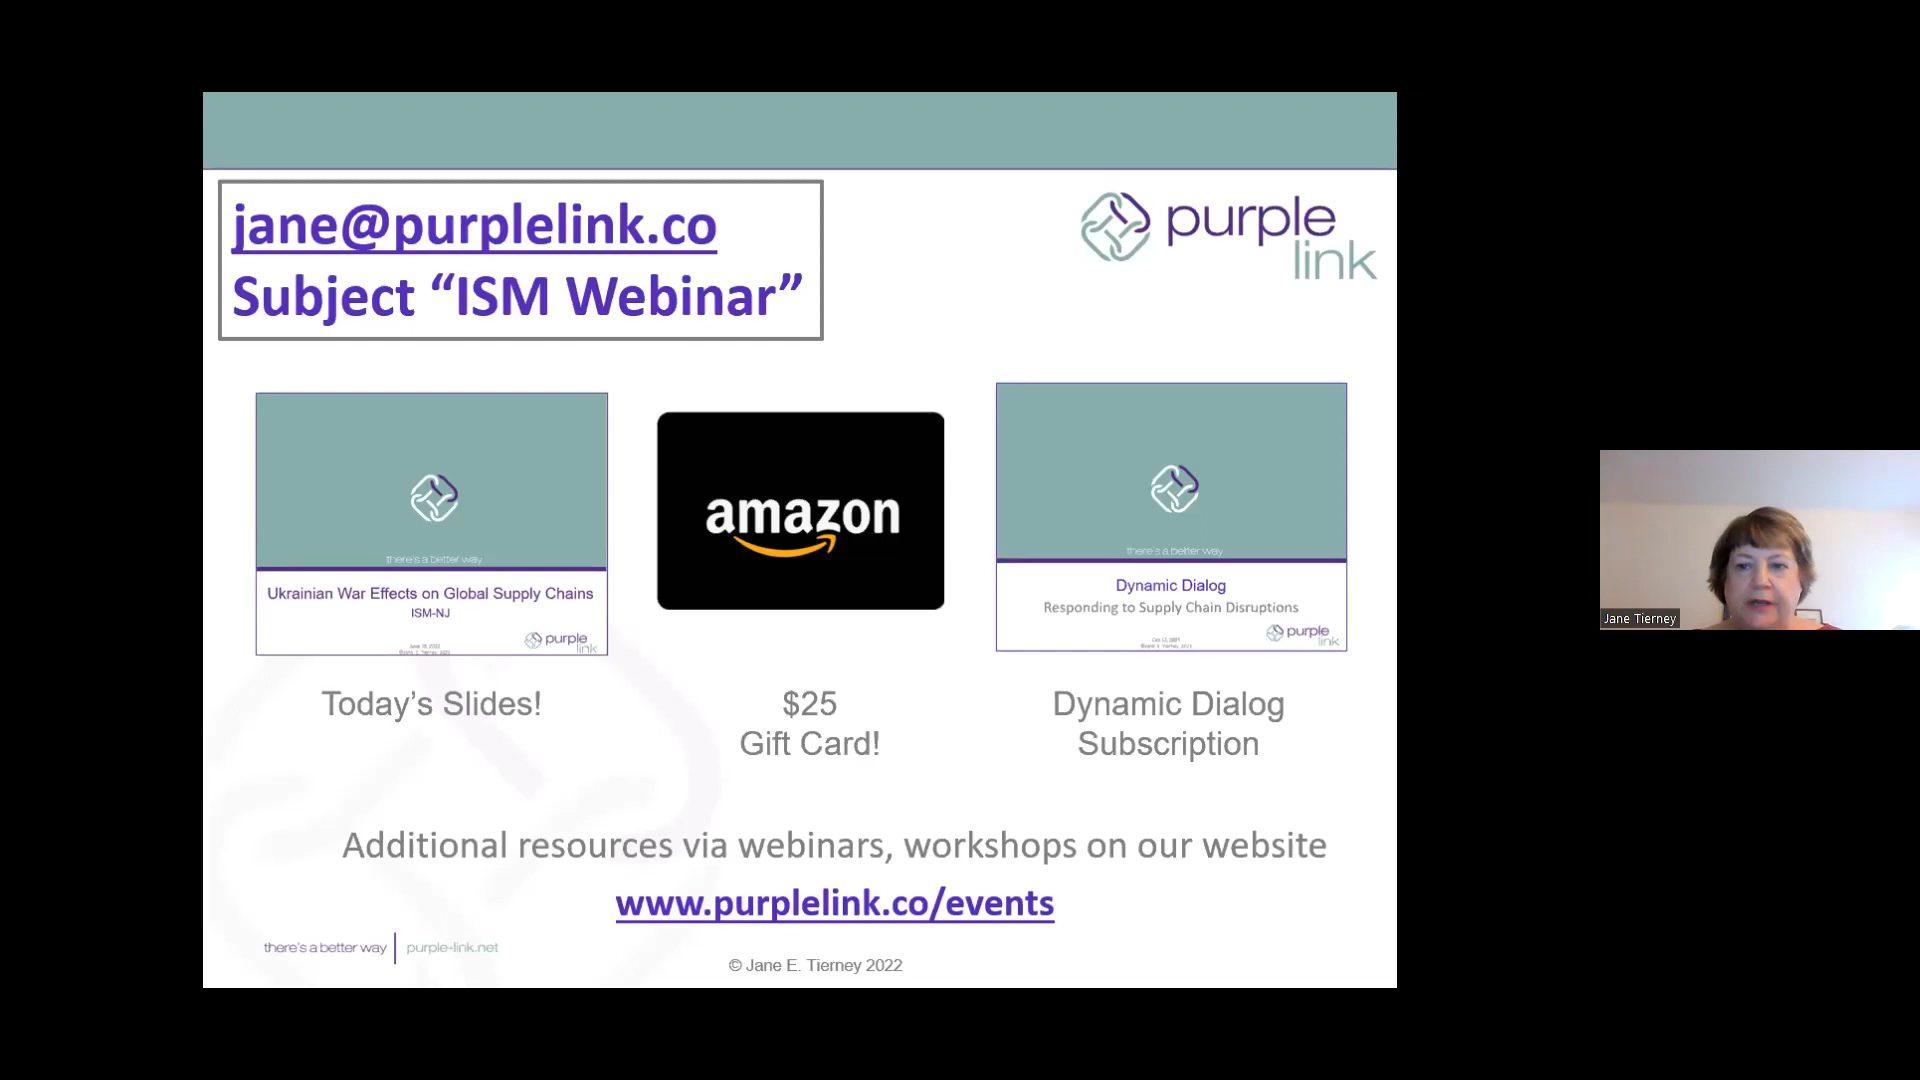 jane@purplelink.co
Subject “ISM Webinar”
purple
link
there's a better way
Ukrainian War Effects on Global Supply Chains
ISM-NJ
purple
link
amazon
there's a better way
Dynamic Dialog
Responding to Supply Chain Disruptions
purple
link
Today’s Slides!
$25
Gift Card!
Dynamic Dialog
Subscription
Additional resources via webinars, workshops on our website
www.purplelink.co/events
there's a better way | purple-link.net
© Jane E. Tierney 2022
Jane Tierney